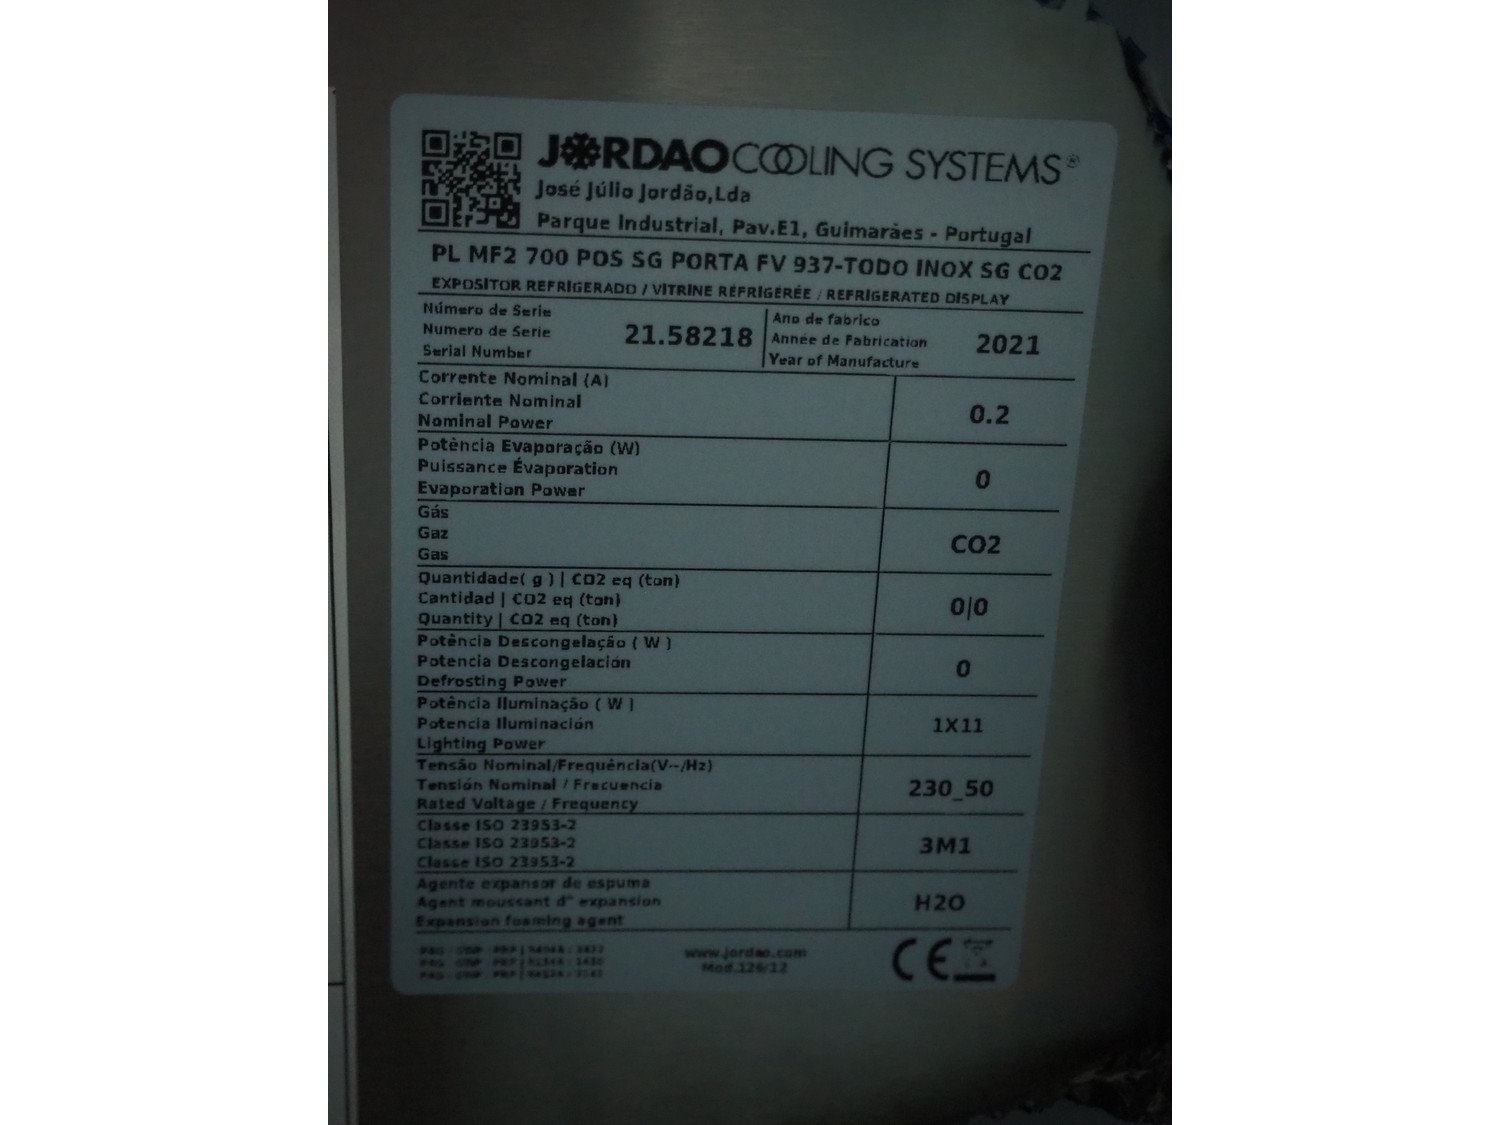 JORDAO COOLING SYSTEMS®
José Júlio Jordão,Lda
Parque Industrial, Pav.E1, Guimarães - Portugal
PL MF2 700 POS SG PORTA FV 937-TODO INOX SG CO2
EXPOSITOR REFRIGERADO / VITRINE REFRIGERÉE / REFRIGERATED DISPLAY
Número de Serie
Numero de Serie
Serial Number
21.58218
Ano de fabrico
Année de Fabrication
Year of Manufacture
2021
Corrente Nominal (A)
Corriente Nominal
Nominal Power
0.2
Potência Evaporação (W)
Puissance Évaporation
Evaporation Power
0
Gás
Gaz
Gas
CO2
Quantidade( g ) | CO2 eq (ton)
Cantidad | CO2 eq (ton)
Quantity | CO2 eq (ton)
0|0
Potência Descongelação ( W )
Potencia Descongelación
Defrosting Power
0
Potência Iluminação ( W )
Potencia Iluminación
Lighting Power
1X11
Tensão Nominal/Frequência(V~/Hz)
Tensión Nominal / Frecuencia
Rated Voltage / Frequency
230_50
Classe ISO 23953-2
Classe ISO 23953-2
Classe ISO 23953-2
3M1
Agente expansor de espuma
Agent moussant d" expansion
Expansion foaming agent
H2O
www.jordao.com
Mod.126/12
CE